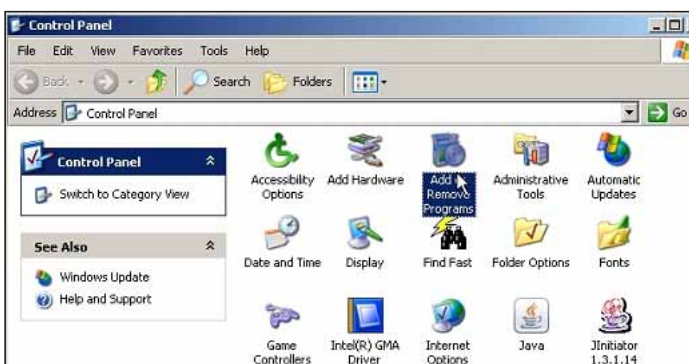 Control Panel
File Edit View Favorites Tools Help
Back Search Folders
Address Control Panel Go
Control Panel
Switch to Category View
See Also
Windows Update
Help and Support
Accessibility Options
Add Hardware
Add Remove Programs
Administrative Tools
Automatic Updates
Date and Time
Display
Find Fast
Folder Options
Fonts
Game Controllers
Intel(R) GMA Driver
Internet Options
Java
JInitiator 1.3.1.14